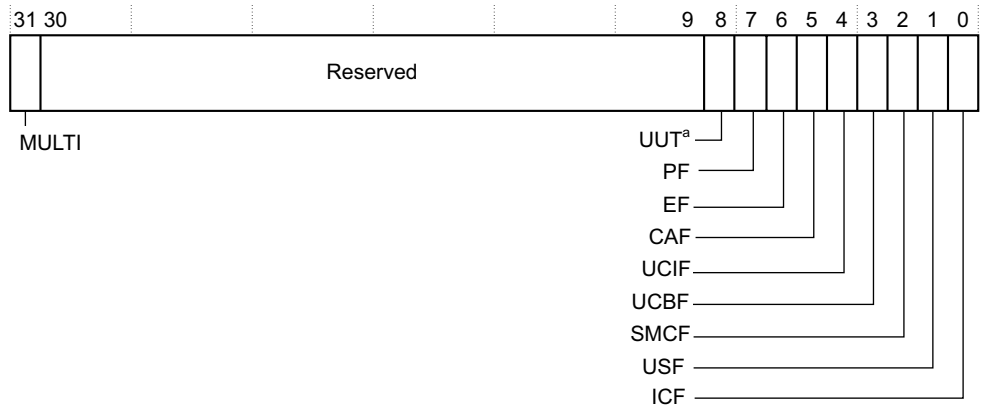 31 30 9 8 7 6 5 4 3 2 1 0
Reserved
MULTI
UUTa
PF
EF
CAF
UCIF
UCBF
SMCF
USF
ICF